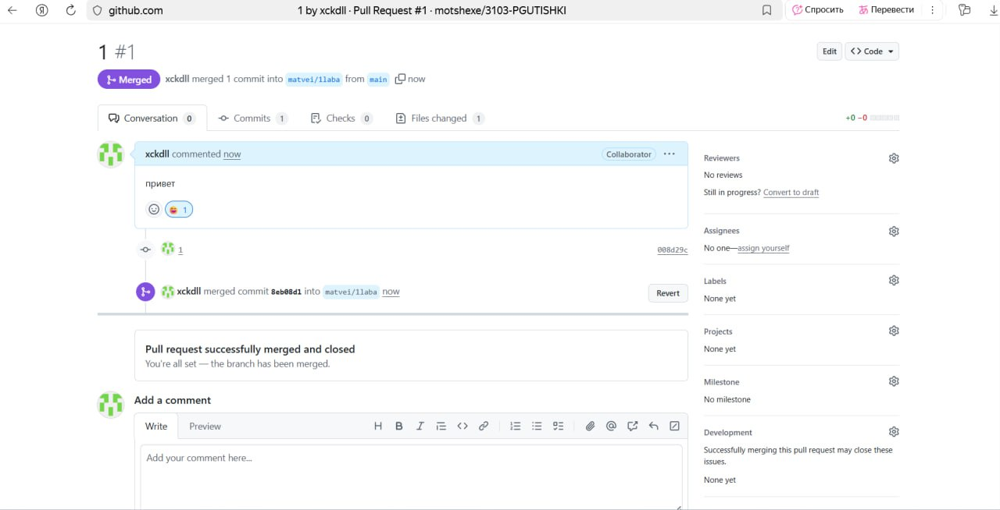 github.com 1 by xckdll · Pull Request #1 · motshexe/3103-PGUTISHKI Спросить Перевести
1 #1
Edit Code
Merged xckdll merged 1 commit into matvei/1laba from main now
Conversation 0 Commits 1 Checks 0 Files changed 1 +0 −0
xckdll commented now Collaborator
привет
1
1 008d29c
xckdll merged commit 8eb08d1 into matvei/1laba now Revert
Pull request successfully merged and closed
You're all set — the branch has been merged.
Add a comment
Write Preview
Add your comment here...
Reviewers
No reviews
Still in progress? Convert to draft
Assignees
No one—assign yourself
Labels
None yet
Projects
None yet
Milestone
No milestone
Development
Successfully merging this pull request may close these
issues.
None yet